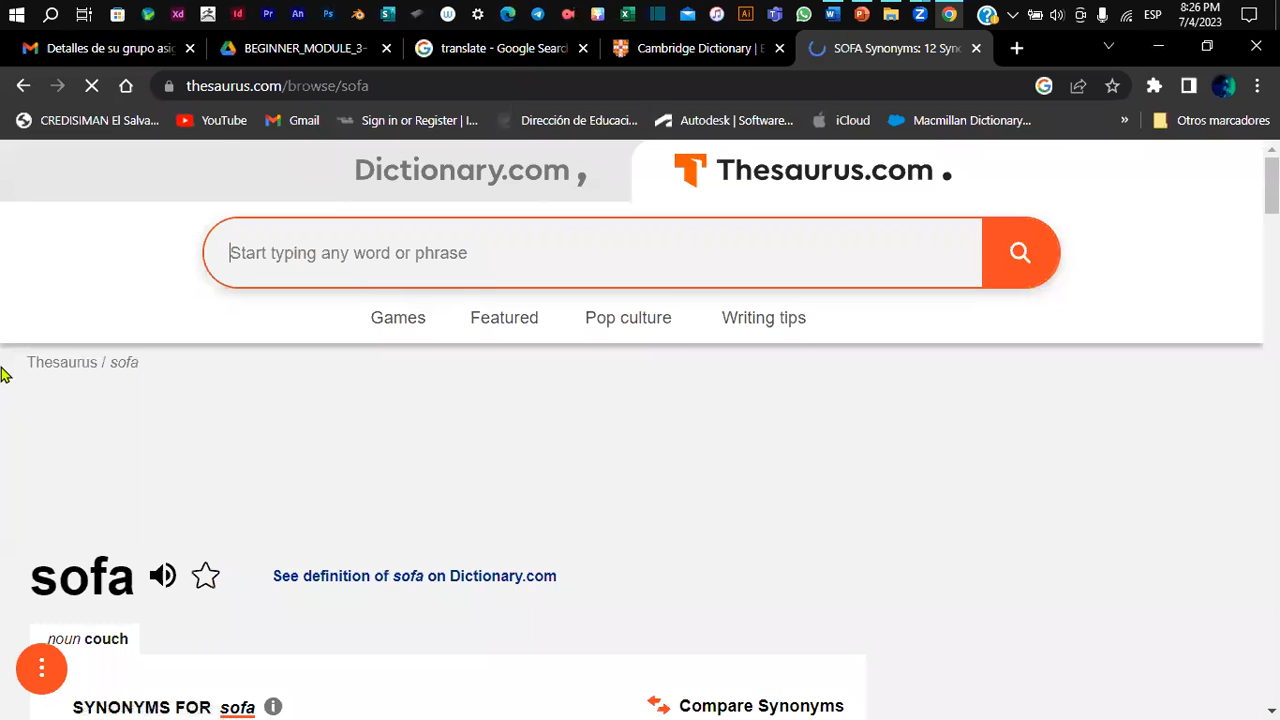 8:26 PM
ESP
7/4/2023
Detalles de su grupo asig
BEGINNER_MODULE_3-
translate - Google Search
Cambridge Dictionary | E
SOFA Synonyms: 12 Syno
thesaurus.com/browse/sofa
CREDISIMAN El Salva...
YouTube
Gmail
Sign in or Register | I...
Dirección de Educaci...
Autodesk | Software...
iCloud
Macmillan Dictionary...
»
Otros marcadores
Dictionary.com,
Thesaurus.com.
Start typing any word or phrase
Games
Featured
Pop culture
Writing tips
Thesaurus / sofa
sofa
See definition of sofa on Dictionary.com
noun couch
SYNONYMS FOR sofa
Compare Synonyms